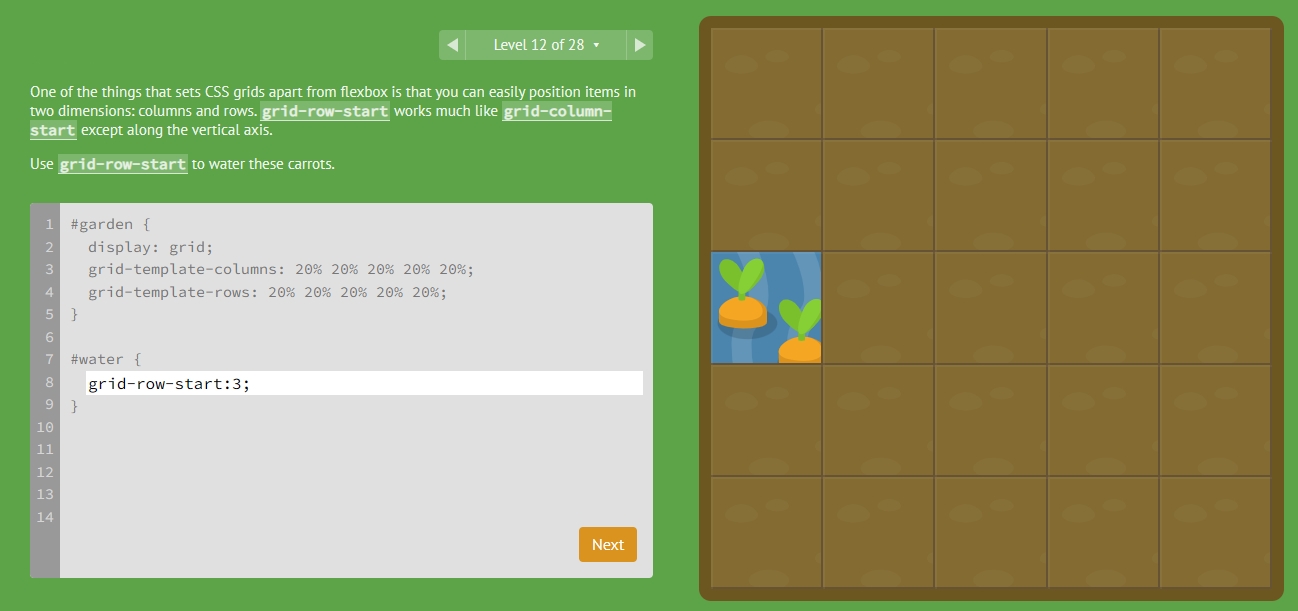 Level 12 of 28
One of the things that sets CSS grids apart from flexbox is that you can easily position items in
two dimensions: columns and rows. grid-row-start works much like grid-column-
start except along the vertical axis.
Use grid-row-start to water these carrots.
1 #garden {
2 display: grid;
3 grid-template-columns: 20% 20% 20% 20% 20%;
4 grid-template-rows: 20% 20% 20% 20% 20%;
5 }
6
7 #water {
8 grid-row-start:3;
9 }
10
11
12
13
14
Next